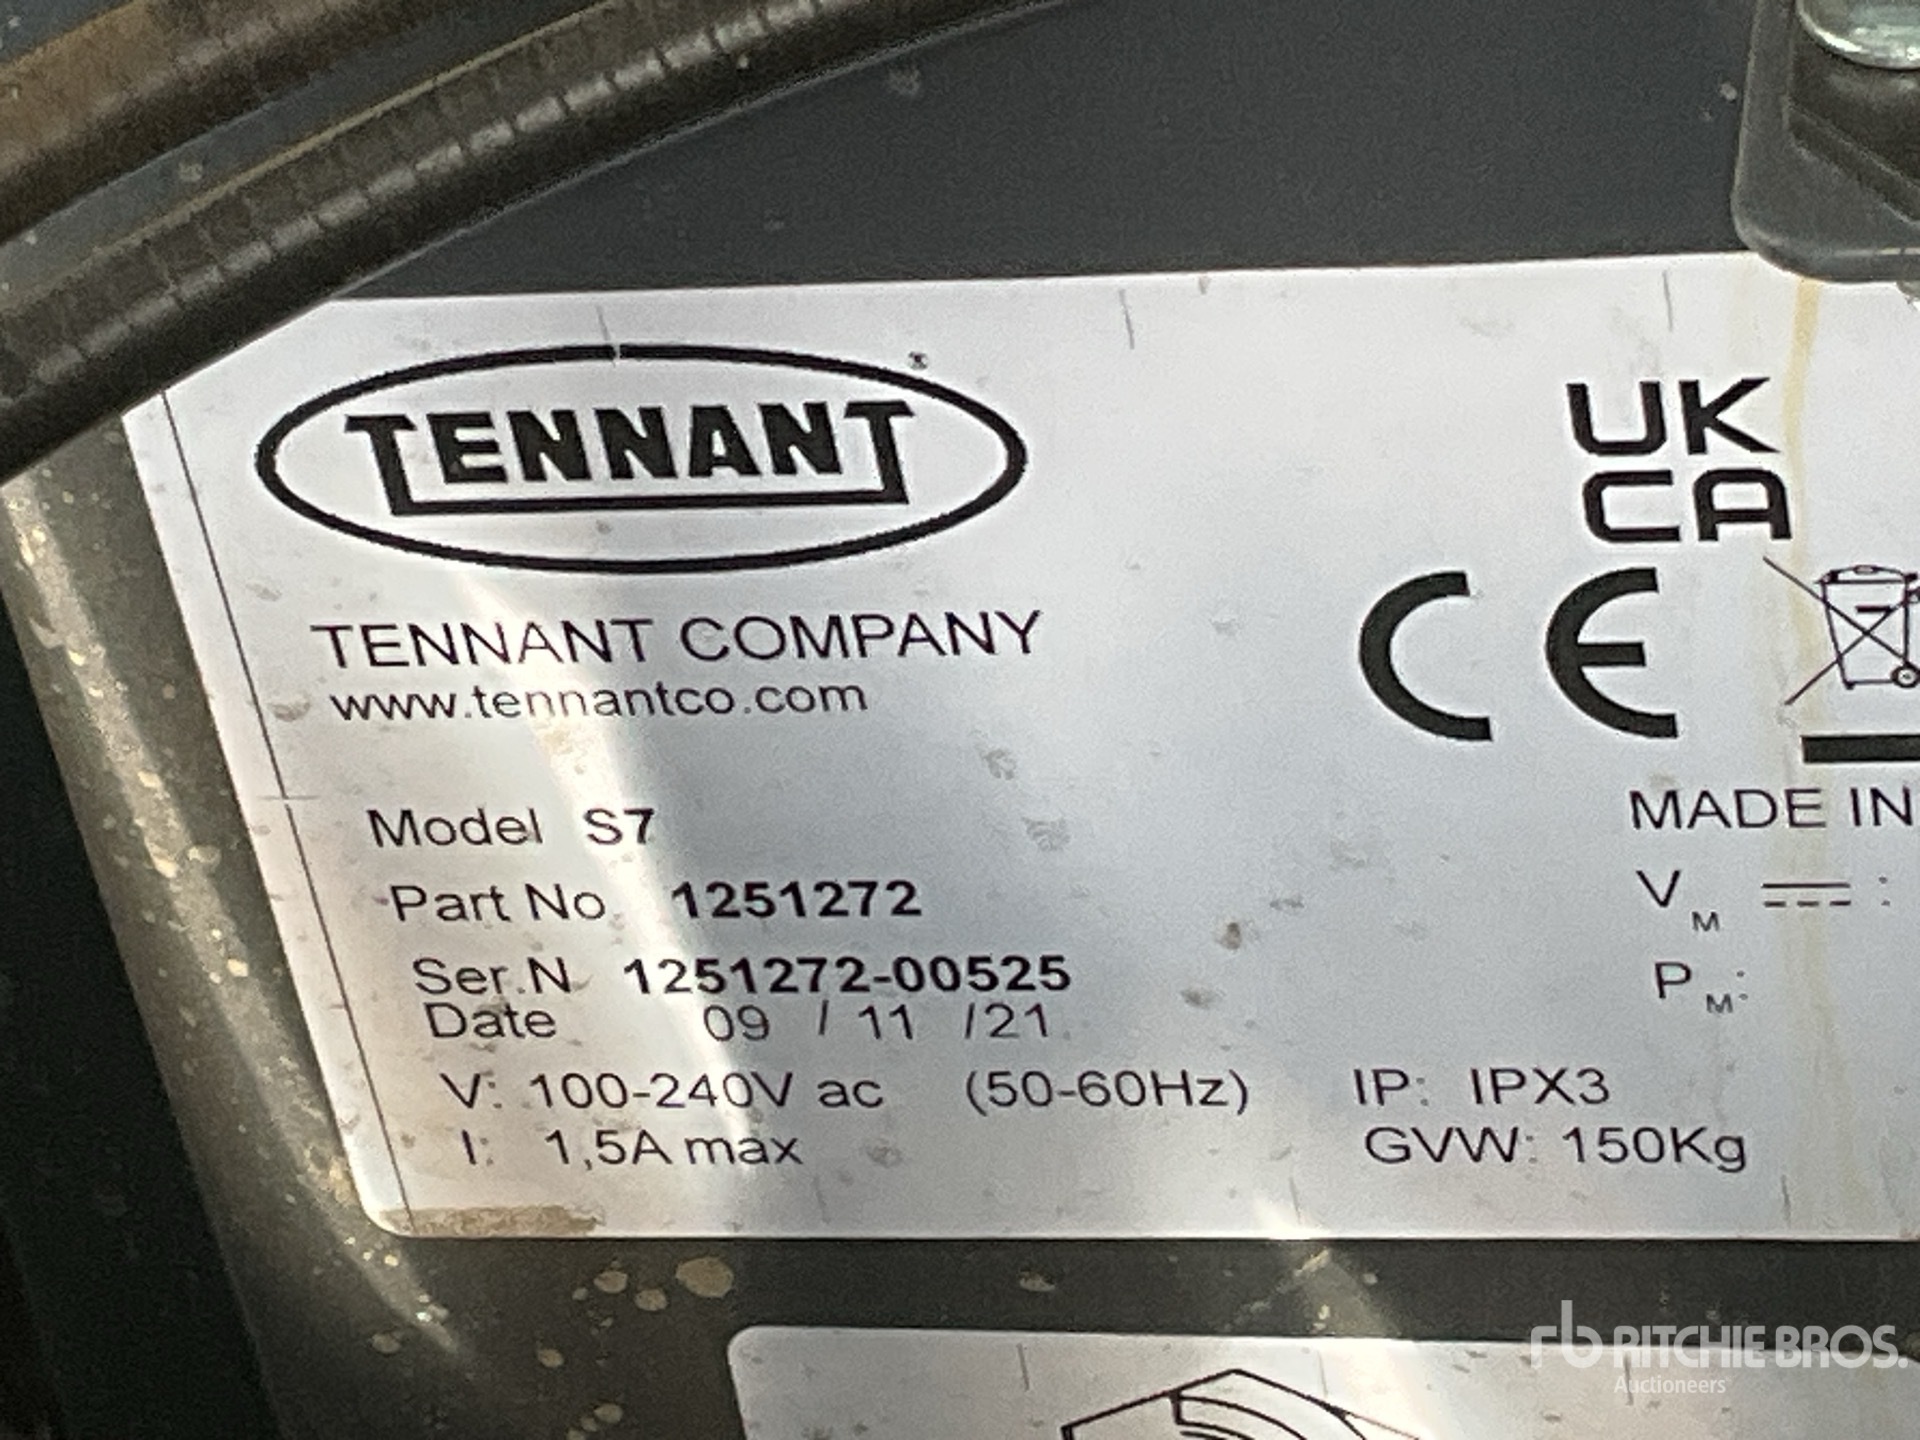 TENNANT
TENNANT COMPANY
www.tennantco.com
UK
CA
CE
Model S7
Part No. 1251272
Ser.N. 1251272-00525
Date 09 / 11 /21
V: 100-240V ac (50-60Hz)
I: 1,5A max
MADE IN
VM :
PM:
IP: IPX3
GVW: 150Kg
rb RITCHIE BROS.
Auctioneers